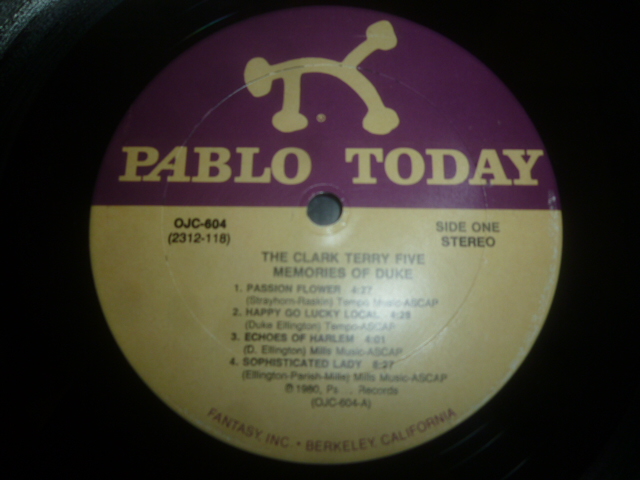 ®
PABLO TODAY
OJC-604
(2312-118)
SIDE ONE
STEREO
THE CLARK TERRY FIVE
MEMORIES OF DUKE
1. PASSION FLOWER 4:37
(Strayhorn-Raskin) Tempo Music-ASCAP
2. HAPPY GO LUCKY LOCAL
(Duke Ellington) Tempo-ASCAP
3. ECHOES OF HARLEM 4:01
(D. Ellington) Mills Music-ASCAP
4. SOPHISTICATED LADY
(Ellington-Parish-Mills) Mills Music-ASCAP
℗ 1980, Records
(OJC-604-A)
FANTASY, INC. • BERKELEY, CALIFORNIA